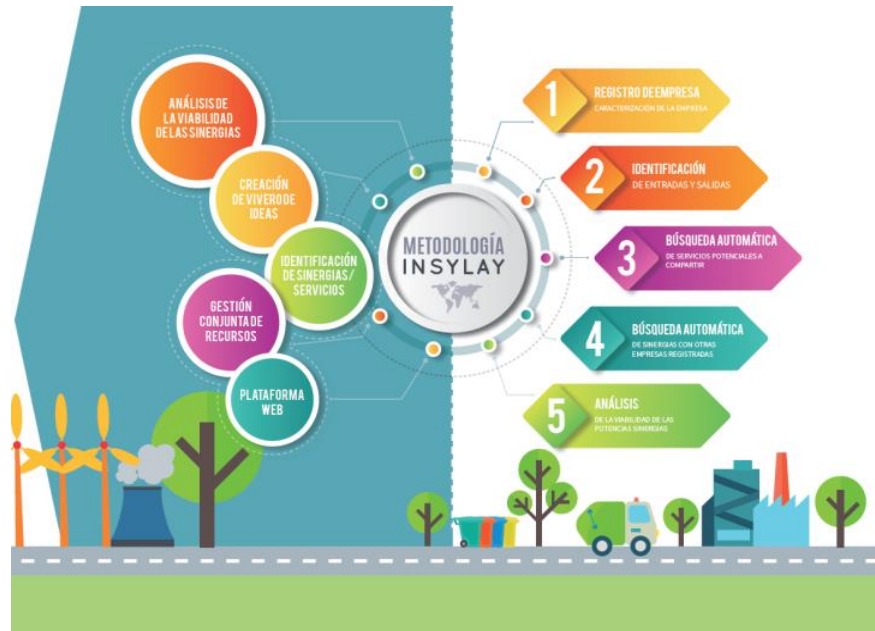 ANÁLISIS DE
LA VIABILIDAD
DE LAS SINERGIAS
CREACIÓN
DE VIVERO DE
IDEAS
IDENTIFICACIÓN
DE SINERGIAS/
SERVICIOS
GESTIÓN
CONJUNTA DE
RECURSOS
PLATAFORMA
WEB
METODOLOGÍA
INSYLAY
1
REGISTRO DE EMPRESA
CARACTERIZACIÓN DE LA EMPRESA
2
IDENTIFICACIÓN
DE ENTRADAS Y SALIDAS
3
BÚSQUEDA AUTOMÁTICA
DE SERVICIOS POTENCIALES A
COMPARTIR
4
BÚSQUEDA AUTOMÁTICA
DE SINERGIAS CON OTRAS
EMPRESAS REGISTRADAS
5
ANÁLISIS
DE LA VIABILIDAD DE LAS
POTENCIAS SINERGIAS